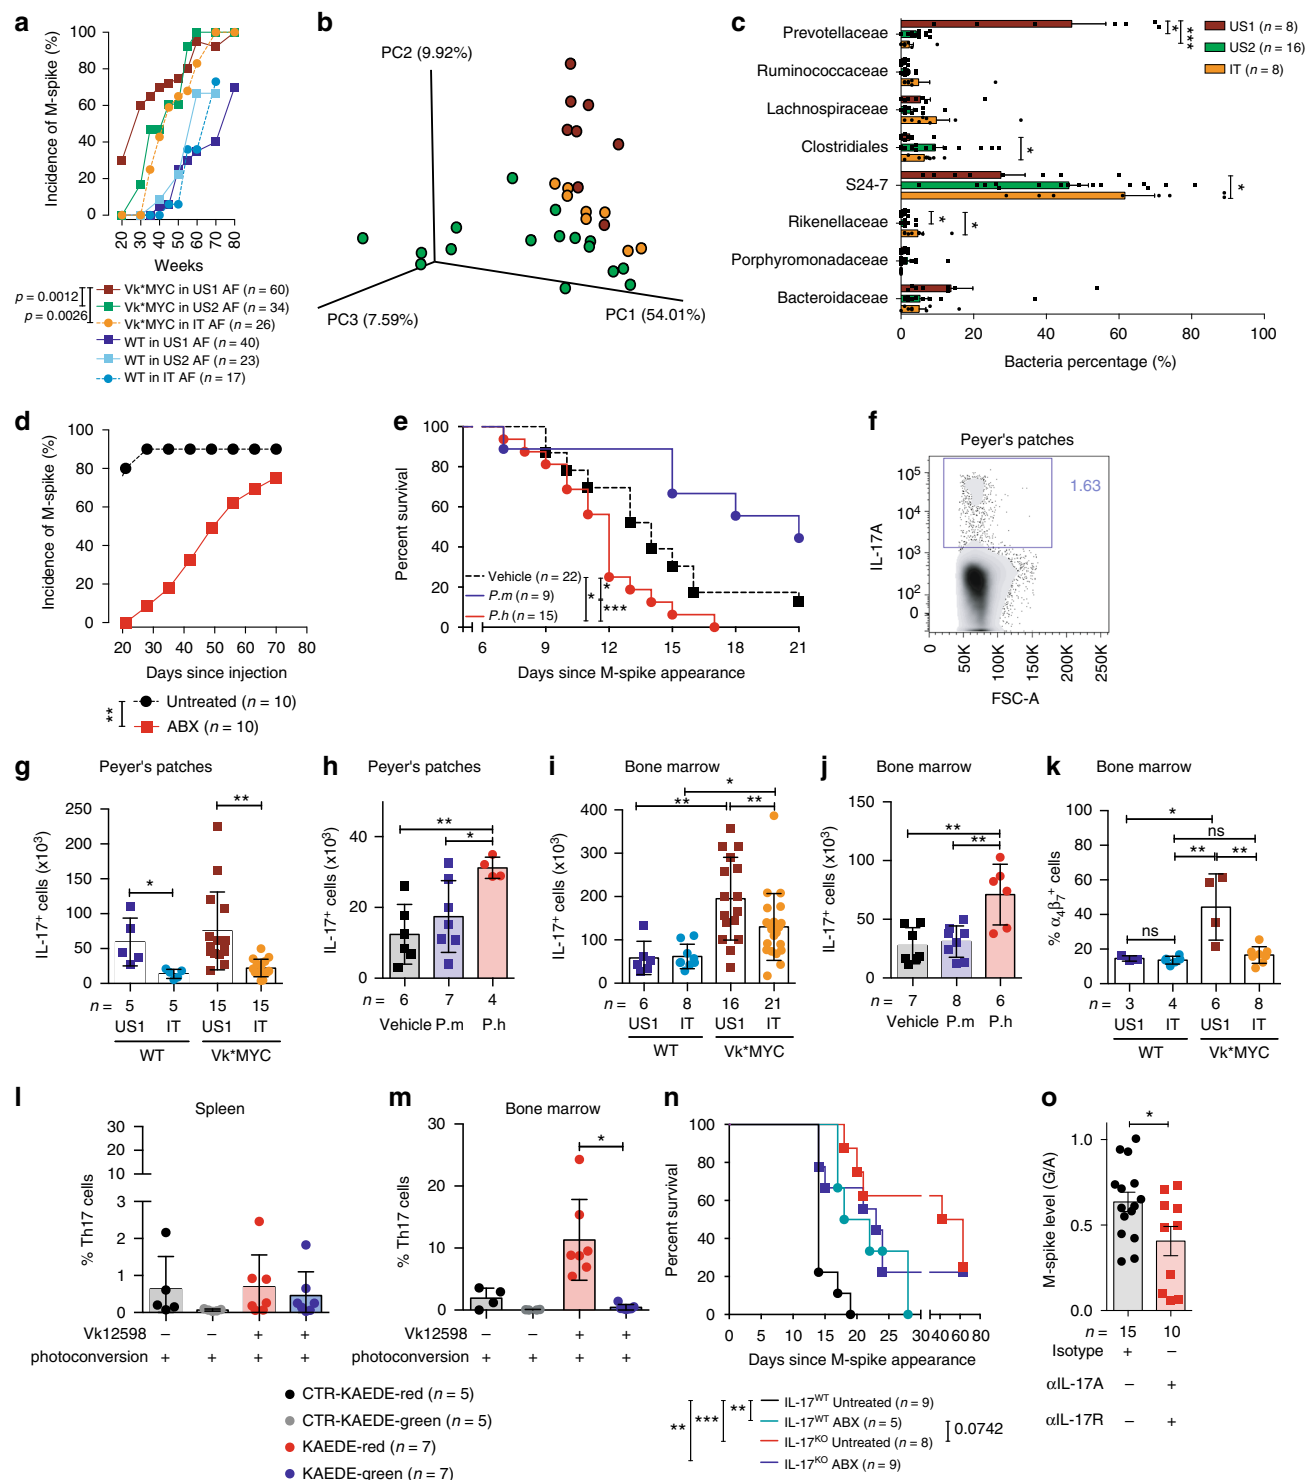 a
Incidence of M-spike (%)
100
80
60
40
20
0
20 30 40 50 60 70 80
Weeks
p = 0.0012
p = 0.0026
Vk*MYC in US1 AF (n = 60)
Vk*MYC in US2 AF (n = 34)
Vk*MYC in IT AF (n = 26)
WT in US1 AF (n = 40)
WT in US2 AF (n = 23)
WT in IT AF (n = 17)
b
PC2 (9.92%)
PC3 (7.59%)
PC1 (54.01%)
c
Prevotellaceae
Ruminococcaceae
Lachnospiraceae
Clostridiales
S24-7
Rikenellaceae
Porphyromonadaceae
Bacteroidaceae
0 20 40 60 80 100
Bacteria percentage (%)
US1 (n = 8)
US2 (n = 16)
IT (n = 8)
*
***
*
*
*
*
d
Incidence of M-spike (%)
100
80
60
40
20
0
20 30 40 50 60 70 80
Days since injection
**
Untreated (n = 10)
ABX (n = 10)
e
Percent survival
100
80
60
40
20
0
6 9 12 15 18 21
Days since M-spike appearance
Vehicle (n = 22)
P.m (n = 9)
P.h (n = 15)
*
*
***
f
Peyer's patches
1.63
IL-17A
10⁵
10⁴
10³
10²
0
0 50K 100K 150K 200K 250K
FSC-A
g
Peyer's patches
IL-17⁺ cells (x10³)
250
200
150
100
50
0
*
**
n = 5 5 15 15
US1 IT US1 IT
WT Vk*MYC
h
Peyer's patches
IL-17⁺ cells (x10³)
40
20
0
**
*
n = 6 7 4
Vehicle P.m P.h
i
Bone marrow
IL-17⁺ cells (x10³)
400
300
200
100
0
*
**
**
n = 6 8 16 21
US1 IT US1 IT
WT Vk*MYC
j
Bone marrow
IL-17⁺ cells (x10³)
150
100
50
0
**
**
n = 7 8 6
Vehicle P.m P.h
k
Bone marrow
% α₄β₇⁺ cells
100
80
60
40
20
0
*
ns
**
**
ns
n = 3 4 6 8
US1 IT US1 IT
WT Vk*MYC
l
Spleen
% Th17 cells
30
20
10
3
2
1
0
Vk12598 – – + +
photoconversion + + + +
m
Bone marrow
% Th17 cells
30
20
10
0
*
Vk12598 – – + +
photoconversion + + + +
CTR-KAEDE-red (n = 5)
CTR-KAEDE-green (n = 5)
KAEDE-red (n = 7)
KAEDE-green (n = 7)
n
Percent survival
100
80
60
40
20
0
0 5 10 15 20 25 30 40 60 80
Days since M-spike appearance
**
***
**
IL-17ᵂᵀ Untreated (n = 9)
IL-17ᵂᵀ ABX (n = 5)
IL-17ᴷᴼ Untreated (n = 8)
IL-17ᴷᴼ ABX (n = 9)
0.0742
o
M-spike level (G/A)
1.0
0.5
0.0
*
n = 15 10
Isotype + –
αIL-17A – +
αIL-17R – +